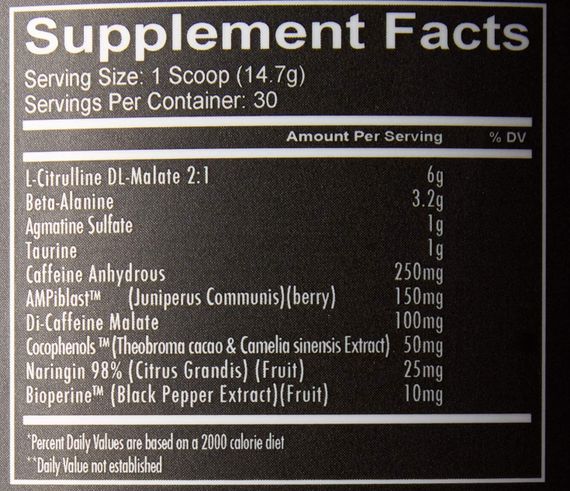 Supplement Facts
Serving Size: 1 Scoop (14.7g)
Servings Per Container: 30
Amount Per Serving % DV
L-Citrulline DL-Malate 2:1 6g
Beta-Alanine 3.2g
Agmatine Sulfate 1g
Taurine 1g
Caffeine Anhydrous 250mg
AMPiblast™ (Juniperus Communis)(berry) 150mg
Di-Caffeine Malate 100mg
Cocophenols™(Theobroma cacao & Camelia sinensis Extract) 50mg
Naringin 98% (Citrus Grandis) (Fruit) 25mg
Bioperine™ (Black Pepper Extract)(Fruit) 10mg
*Percent Daily Values are based on a 2000 calorie diet
**Daily Value not established